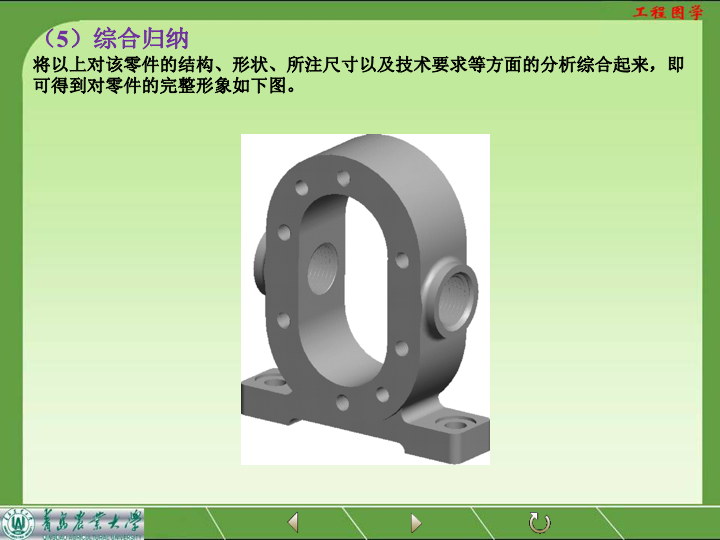 工程图学
（5）综合归纳
将以上对该零件的结构、形状、所注尺寸以及技术要求等方面的分析综合起来，即
可得到对零件的完整形象如下图。
青岛农业大学
QINGDAO AGRICULTURAL UNIVERSITY